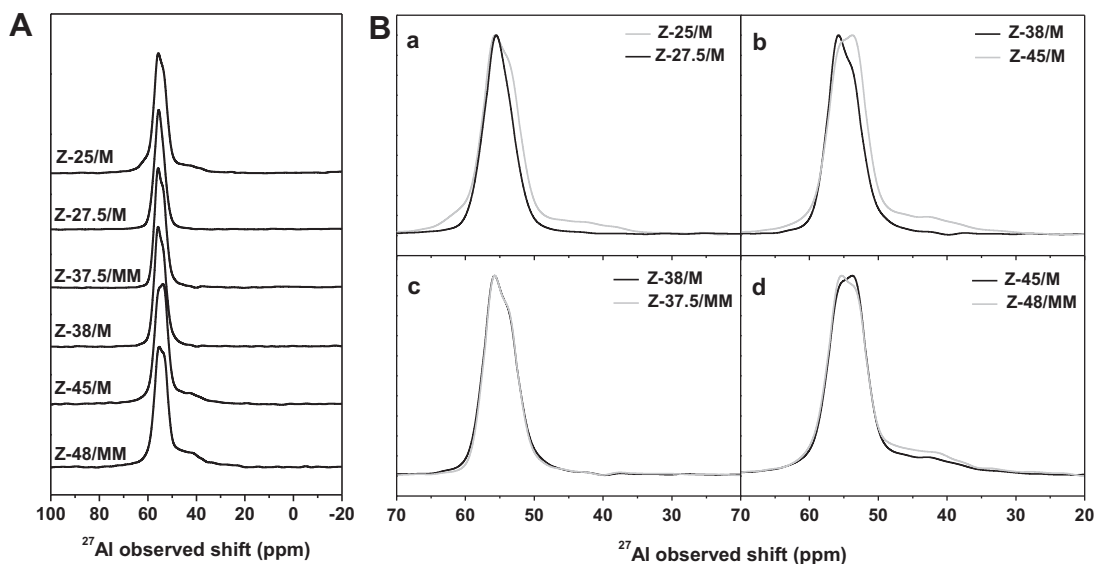 A
Z-25/M
Z-27.5/M
Z-37.5/MM
Z-38/M
Z-45/M
Z-48/MM
100 80 60 40 20 0 -20
27Al observed shift (ppm)
B
a
Z-25/M
Z-27.5/M
b
Z-38/M
Z-45/M
c
Z-38/M
Z-37.5/MM
d
Z-45/M
Z-48/MM
70 60 50 40 30 70 60 50 40 30 20
27Al observed shift (ppm)